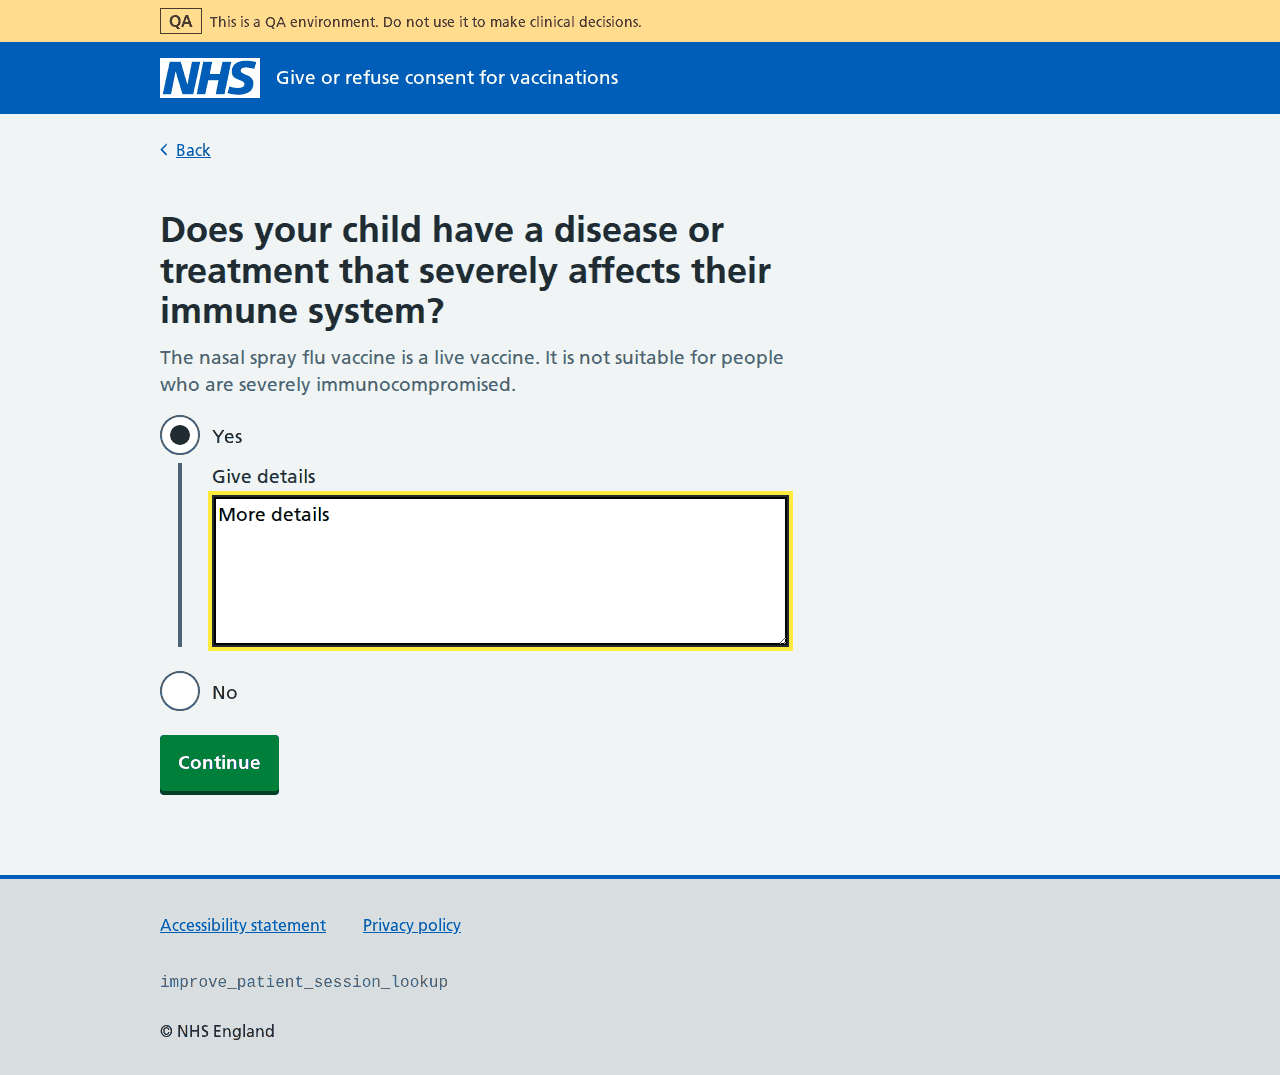 QA This is a QA environment. Do not use it to make clinical decisions.
NHS Give or refuse consent for vaccinations
Back
Does your child have a disease or
treatment that severely affects their
immune system?
The nasal spray flu vaccine is a live vaccine. It is not suitable for people
who are severely immunocompromised.
Yes
Give details
More details
No
Continue
Accessibility statement Privacy policy
improve_patient_session_lookup
© NHS England